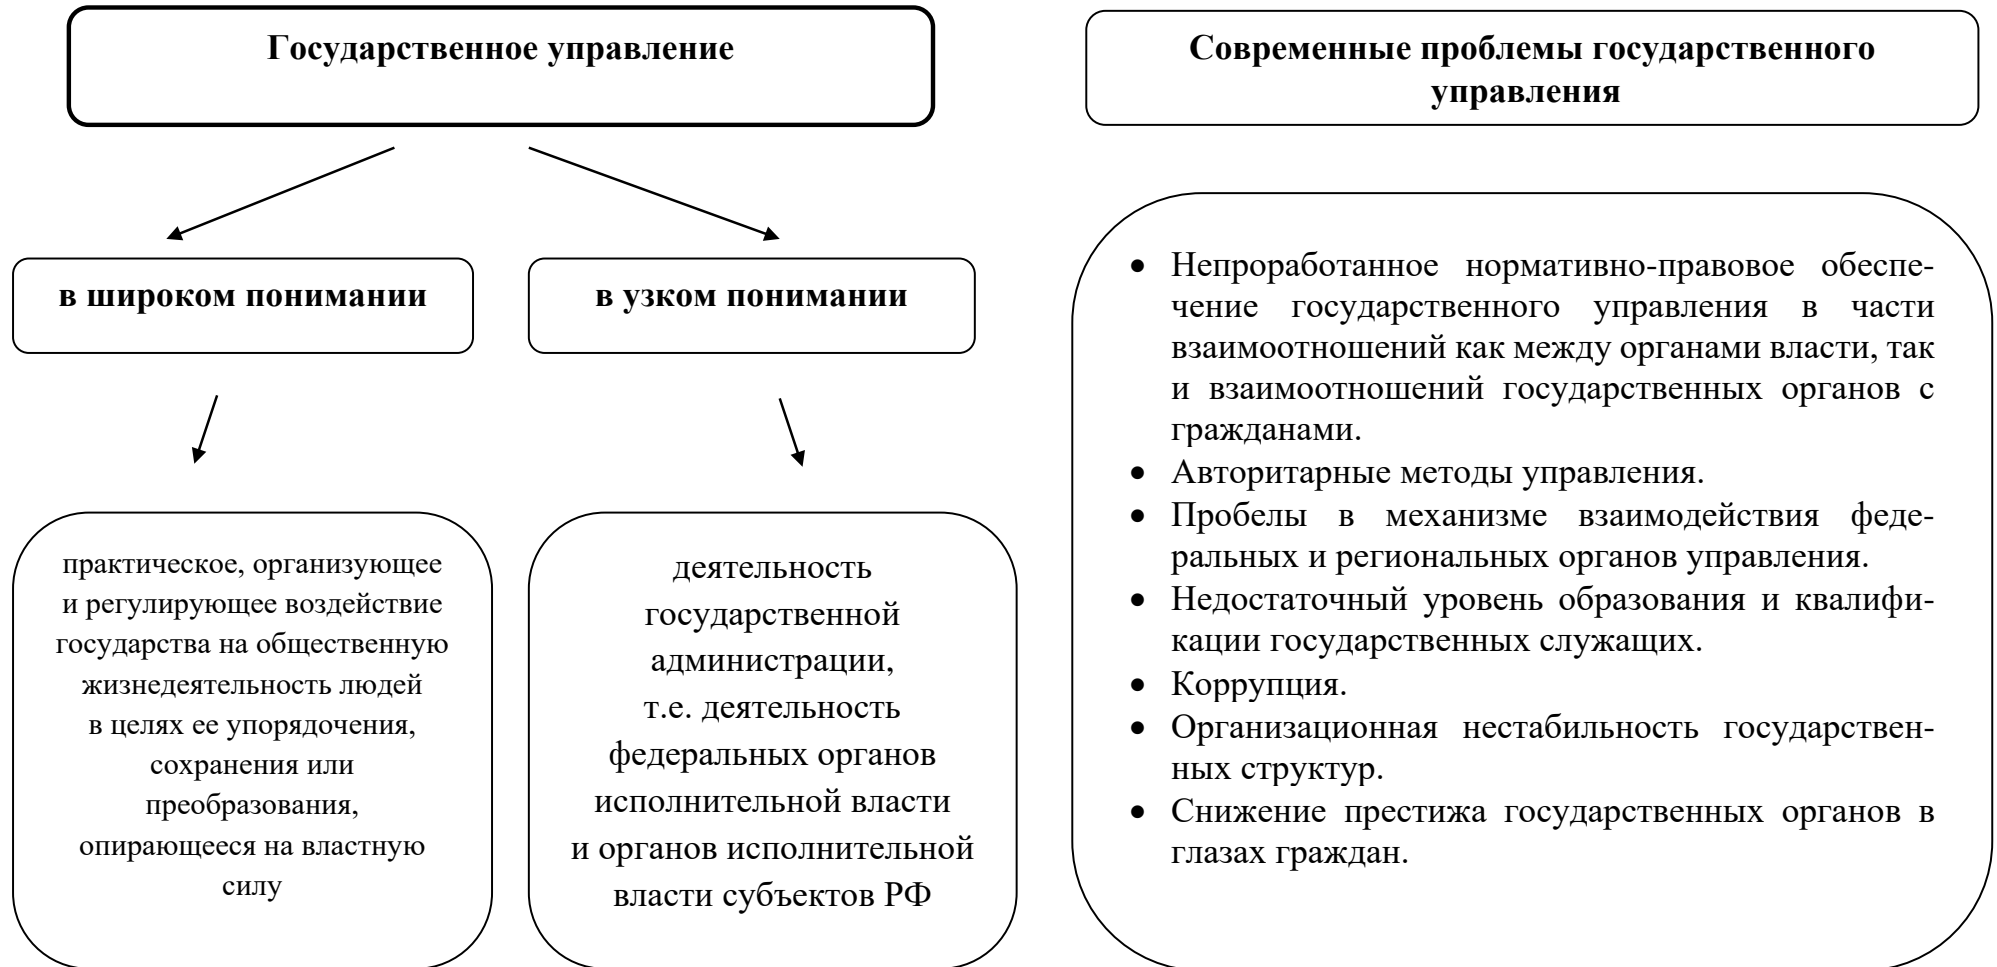 Государственное управление
в широком понимании
практическое, организующее
и регулирующее воздействие
государства на общественную
жизнедеятельность людей
в целях ее упорядочения,
сохранения или
преобразования,
опирающееся на властную
силу
в узком понимании
деятельность
государственной
администрации,
т.е. деятельность
федеральных органов
исполнительной власти
и органов исполнительной
власти субъектов РФ
Современные проблемы государственного
управления
• Непроработанное нормативно-правовое обеспе-
чение государственного управления в части
взаимоотношений как между органами власти, так
и взаимоотношений государственных органов с
гражданами.
• Авторитарные методы управления.
• Пробелы в механизме взаимодействия феде-
ральных и региональных органов управления.
• Недостаточный уровень образования и квалифи-
кации государственных служащих.
• Коррупция.
• Организационная нестабильность государствен-
ных структур.
• Снижение престижа государственных органов в
глазах граждан.